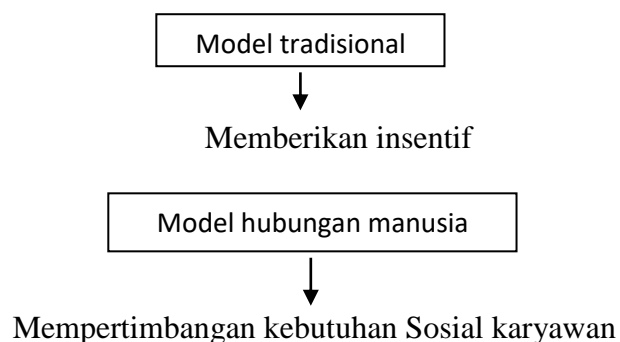 Model tradisional
Memberikan insentif
Model hubungan manusia
Mempertimbangan kebutuhan Sosial karyawan